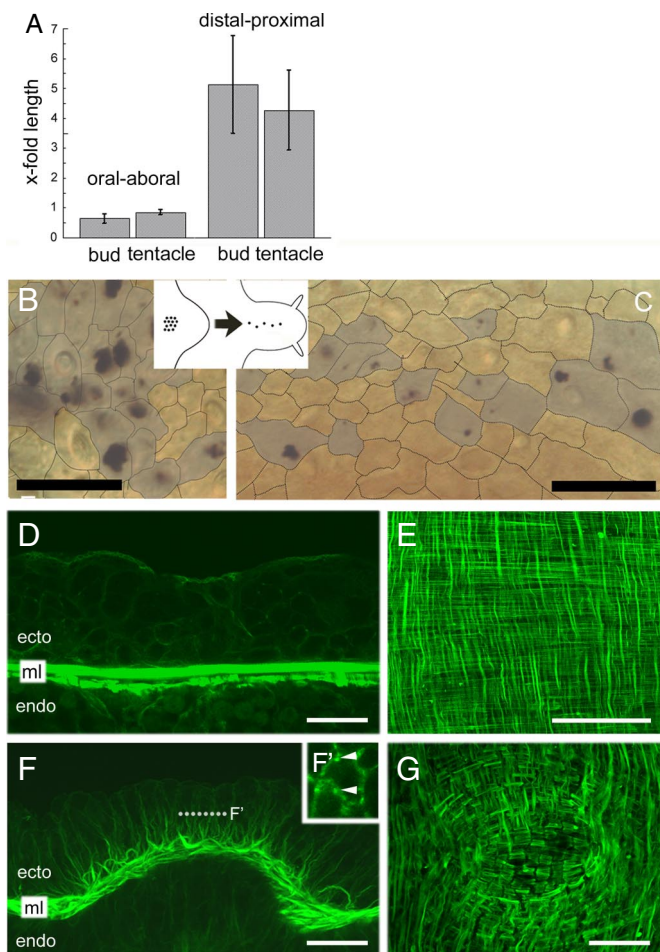 A
distal-proximal
7
6
5
4
3
2
1
0
x-fold length
oral-aboral
bud tentacle
bud tentacle
B
C
D
ecto
ml
endo
E
F
F'
F'
ecto
ml
endo
G